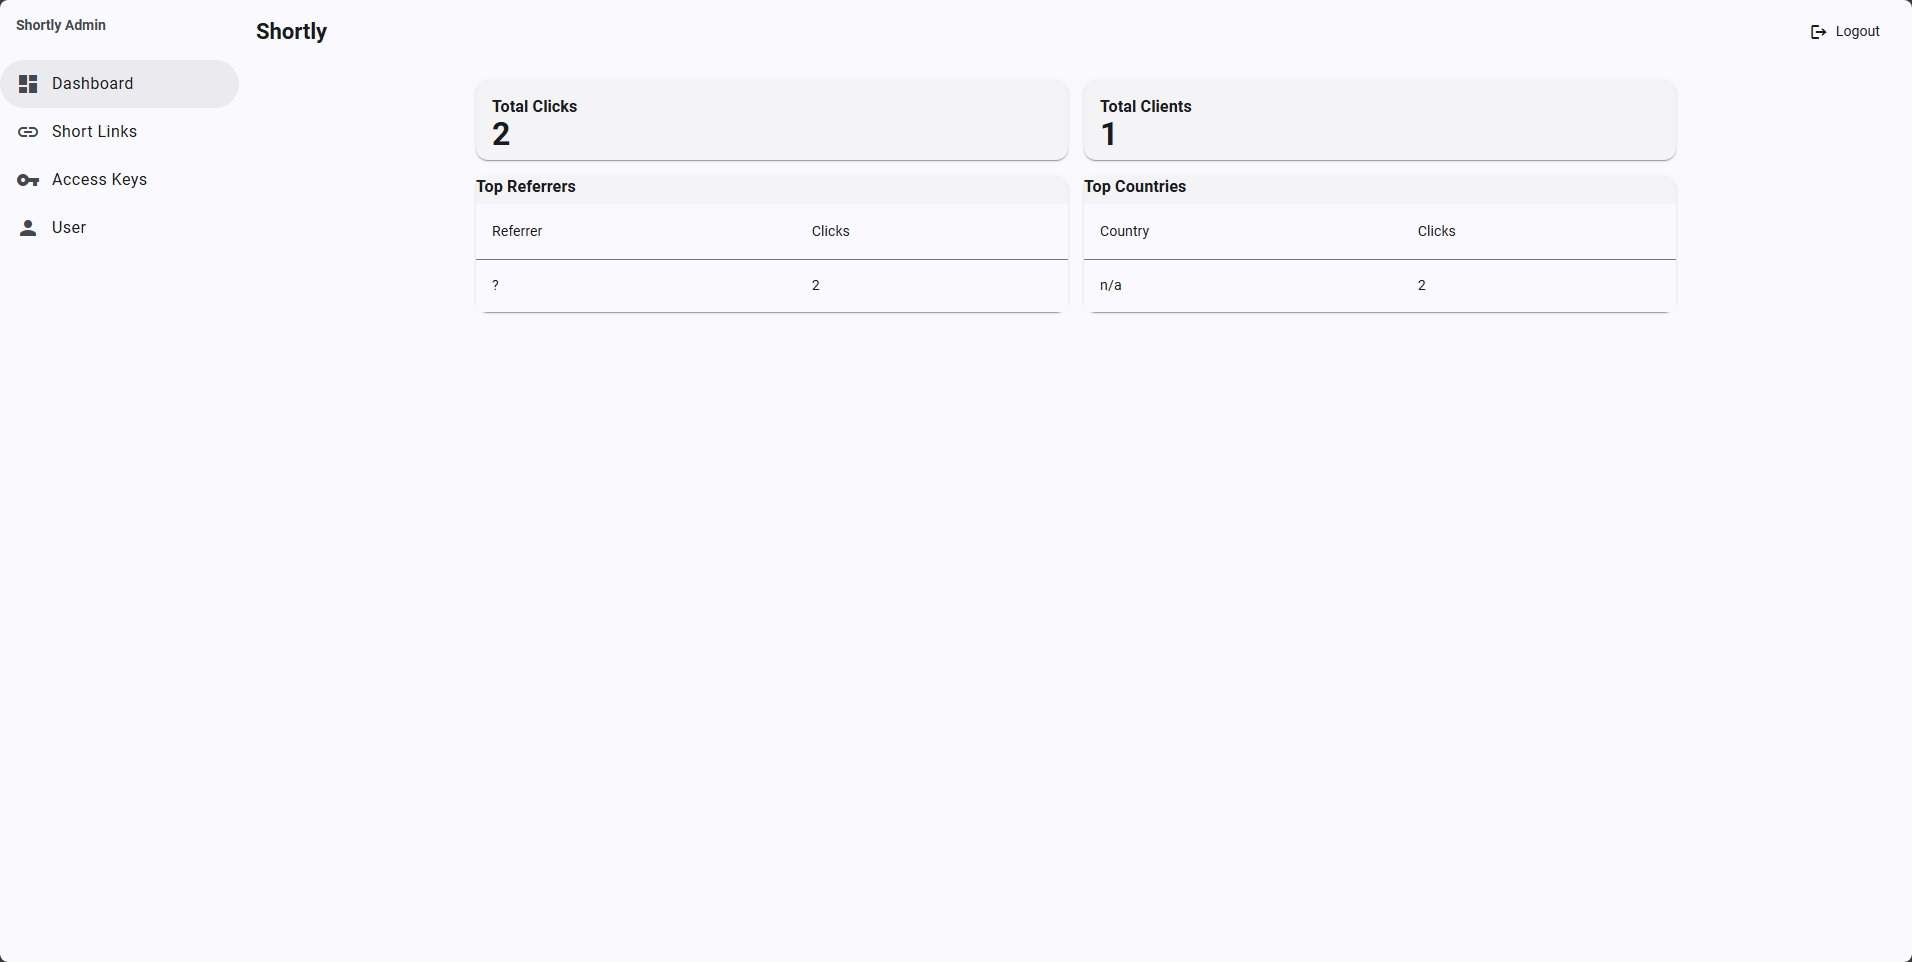 Shortly Admin
Dashboard
Short Links
Access Keys
User
Shortly
Logout
Total Clicks
2
Total Clients
1
Top Referrers
Referrer Clicks
? 2
Top Countries
Country Clicks
n/a 2